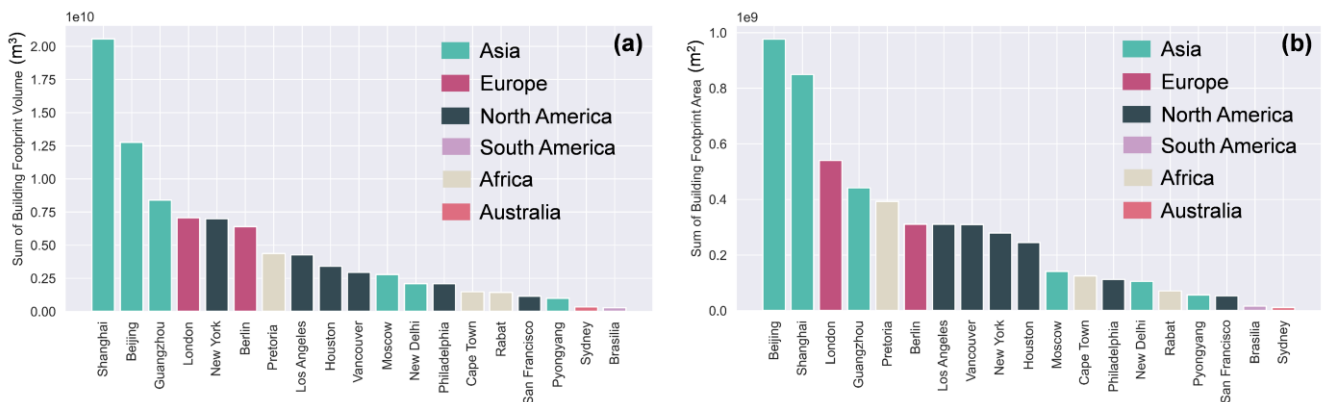 1e10
(a)
Sum of Building Footprint Volume (m³)
2.00
1.75
1.50
1.25
1.00
0.75
0.50
0.25
0.00
Asia
Europe
North America
South America
Africa
Australia
Shanghai
Beijing
Guangzhou
London
New York
Berlin
Pretoria
Los Angeles
Houston
Vancouver
Moscow
New Delhi
Philadelphia
Cape Town
Rabat
San Francisco
Pyongyang
Sydney
Brasilia
1e9
(b)
Sum of Building Footprint Area (m²)
1.0
0.8
0.6
0.4
0.2
0.0
Asia
Europe
North America
South America
Africa
Australia
Beijing
Shanghai
London
Guangzhou
Pretoria
Berlin
Los Angeles
Vancouver
New York
Houston
Moscow
Cape Town
Philadelphia
New Delhi
Rabat
Pyongyang
San Francisco
Brasilia
Sydney